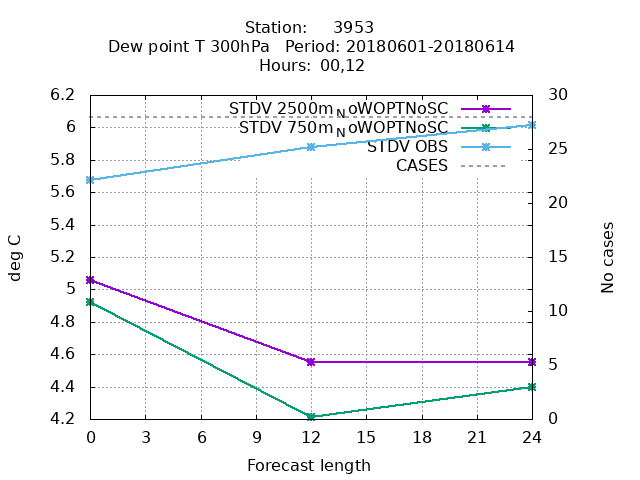 Station: 3953
Dew point T 300hPa Period: 20180601-20180614
Hours: 00,12
STDV 2500m_NoWOPTNoSC
STDV 750m_NoWOPTNoSC
STDV OBS
CASES
6.2
6
5.8
5.6
5.4
5.2
5
4.8
4.6
4.4
4.2
30
25
20
15
10
5
0
0 3 6 9 12 15 18 21 24
deg C
No cases
Forecast length